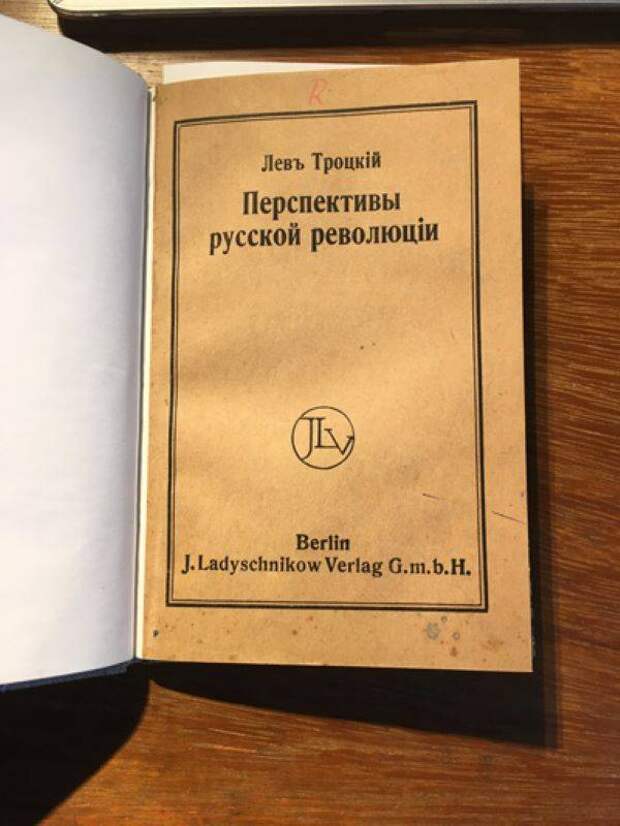 R
Левъ Троцкій
Перспективы
русской революціи
JLV
Berlin
J. Ladyschnikow Verlag G.m.b.H.
P